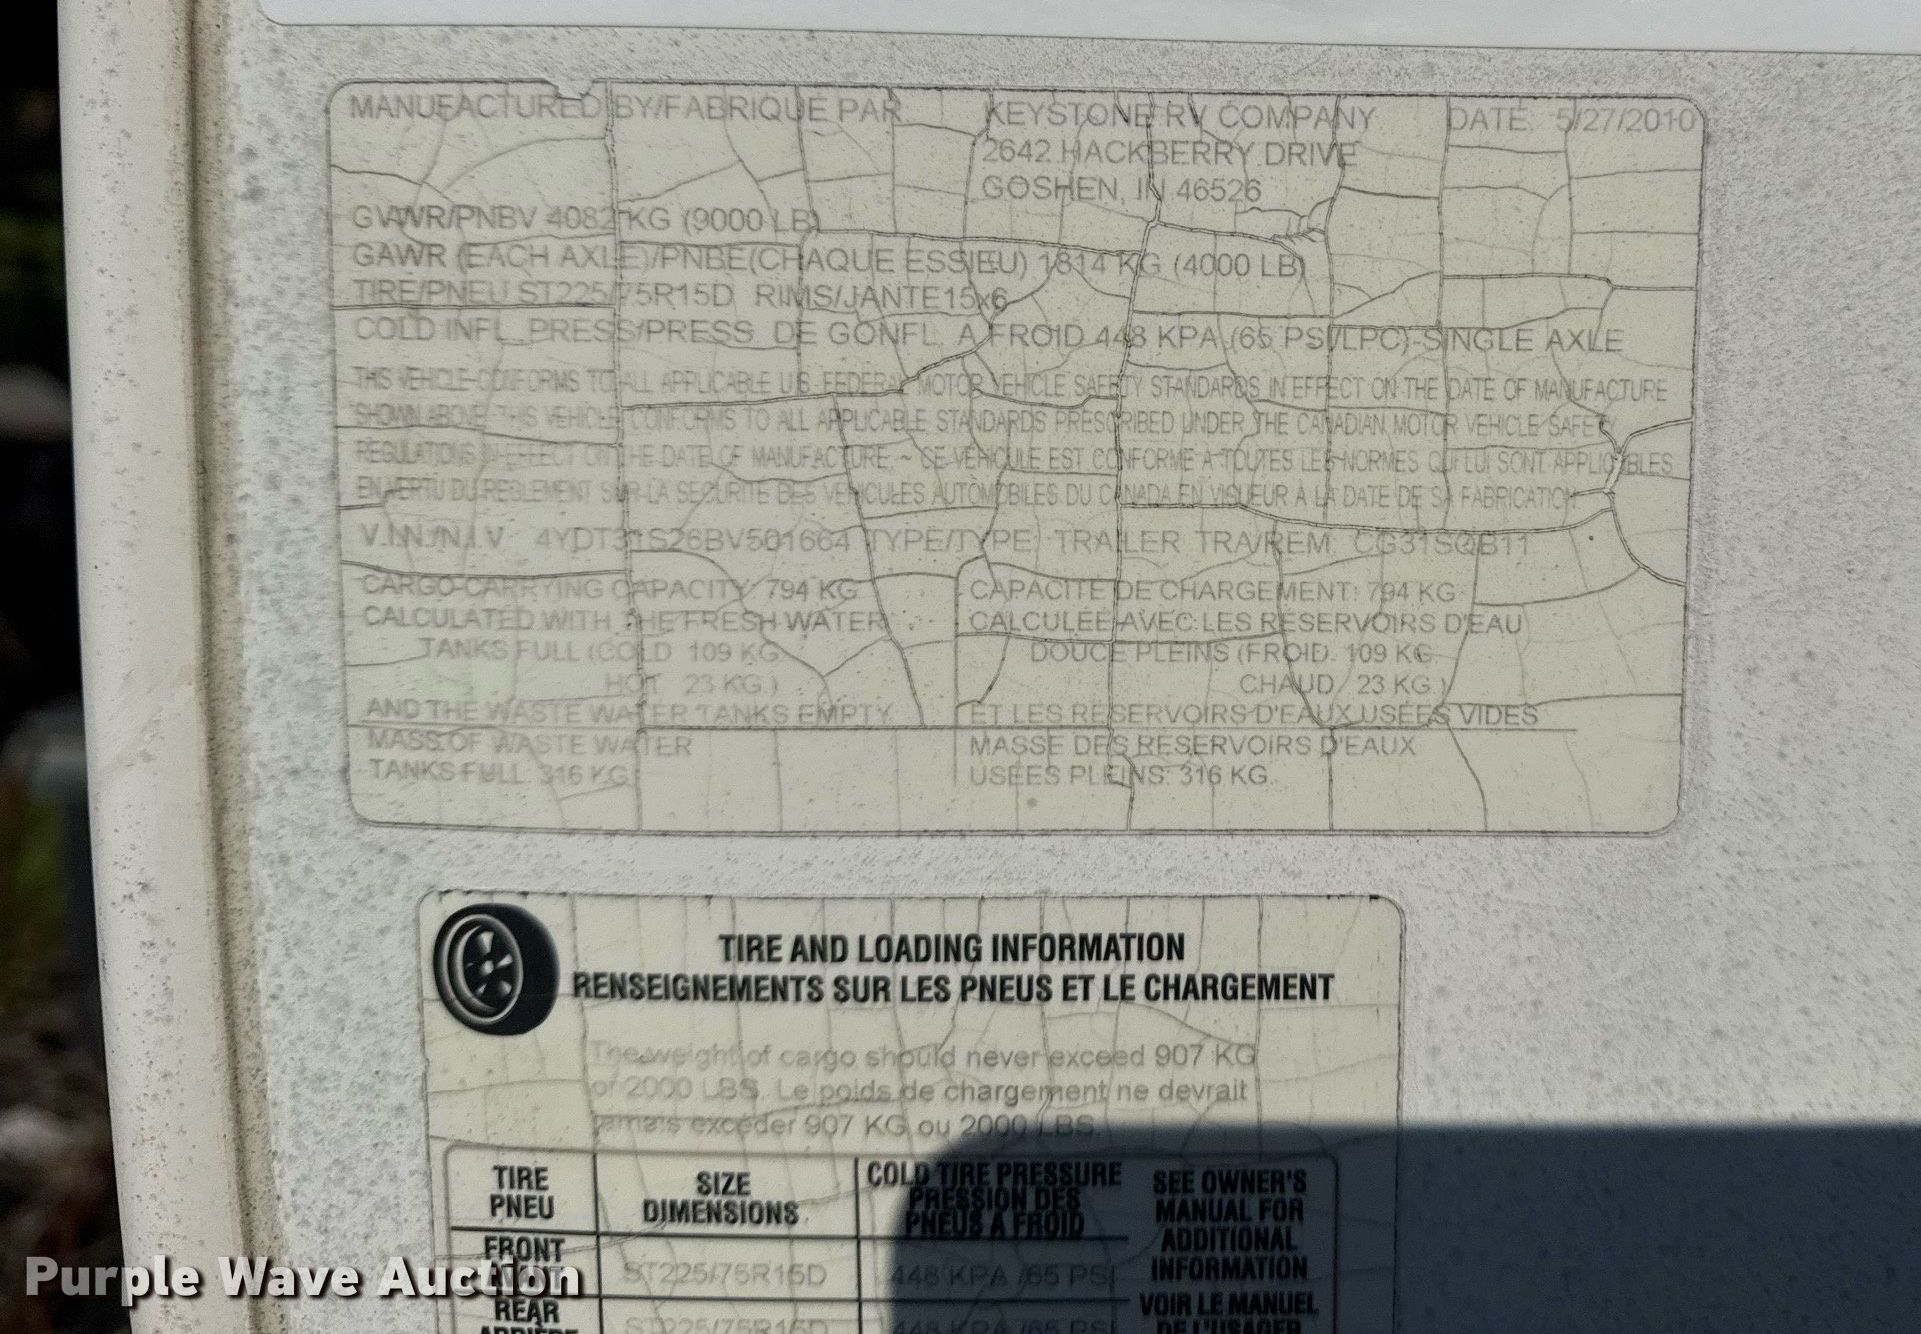 MANUFACTURED BY/FABRIQUE PAR KEYSTONE RV COMPANY DATE: 5/27/2010
2642 HACKBERRY DRIVE
GOSHEN, IN 46526
GVWR/PNBV 4082 KG (9000 LB)
GAWR (EACH AXLE)/PNBE(CHAQUE ESSIEU) 1814 KG (4000 LB)
TIRE/PNEU ST225/75R15D RIMS/JANTE15x6
COLD INFL. PRESS/PRESS. DE GONFL. A FROID 448 KPA (65 PSI/LPC)-SINGLE AXLE
THIS VEHICLE CONFORMS TO ALL APPLICABLE U.S. FEDERAL MOTOR VEHICLE SAFETY STANDARDS IN EFFECT ON THE DATE OF MANUFACTURE
SHOWN ABOVE THIS VEHICLE CONFORMS TO ALL APPLICABLE STANDARDS PRESCRIBED UNDER THE CANADIAN MOTOR VEHICLE SAFETY
REGULATIONS IN EFFECT ON THE DATE OF MANUFACTURE. ~ CE VEHICULE EST CONFORME A TOUTES LES NORMES QUI LUI SONT APPLICABLES
EN VERTU DU REGLEMENT SUR LA SECURITE DES VEHICULES AUTOMOBILES DU CANADA EN VIGUEUR À LA DATE DE SA FABRICATION
V.I.N./N.I.V 4YDT31S26BV501664 TYPE/TYPE: TRAILER TRA/REM CG31SQB11
CARGO-CARRYING CAPACITY: 794 KG CAPACITE DE CHARGEMENT: 794 KG
CALCULATED WITH THE FRESH WATER CALCULÉE AVEC LES RÉSERVOIRS D'EAU
TANKS FULL (COLD 109 KG DOUCE PLEINS (FROID 109 KG
HOT 23 KG.) CHAUD 23 KG.)
AND THE WASTE WATER TANKS EMPTY ET LES RÉSERVOIRS D'EAUX USÉES VIDES
MASS OF WASTE WATER MASSE DES RÉSERVOIRS D'EAUX
TANKS FULL: 316 KG USÉES PLEINS: 316 KG.
TIRE AND LOADING INFORMATION
RENSEIGNEMENTS SUR LES PNEUS ET LE CHARGEMENT
The weight of cargo should never exceed 907 KG
or 2000 LBS. Le poids de chargement ne devrait
jamais exceder 907 KG ou 2000 LBS.
TIRE PNEU SIZE DIMENSIONS COLD TIRE PRESSURE PRESSION DES PNEUS A FROID
SEE OWNER'S MANUAL FOR ADDITIONAL INFORMATION
VOIR LE MANUEL DE L'USAGER
FRONT ST225/75R15D 448 KPA /65 PSI
REAR ARRIÈRE ST225/75R15D 448 KPA /65 PSI
Purple Wave Auction